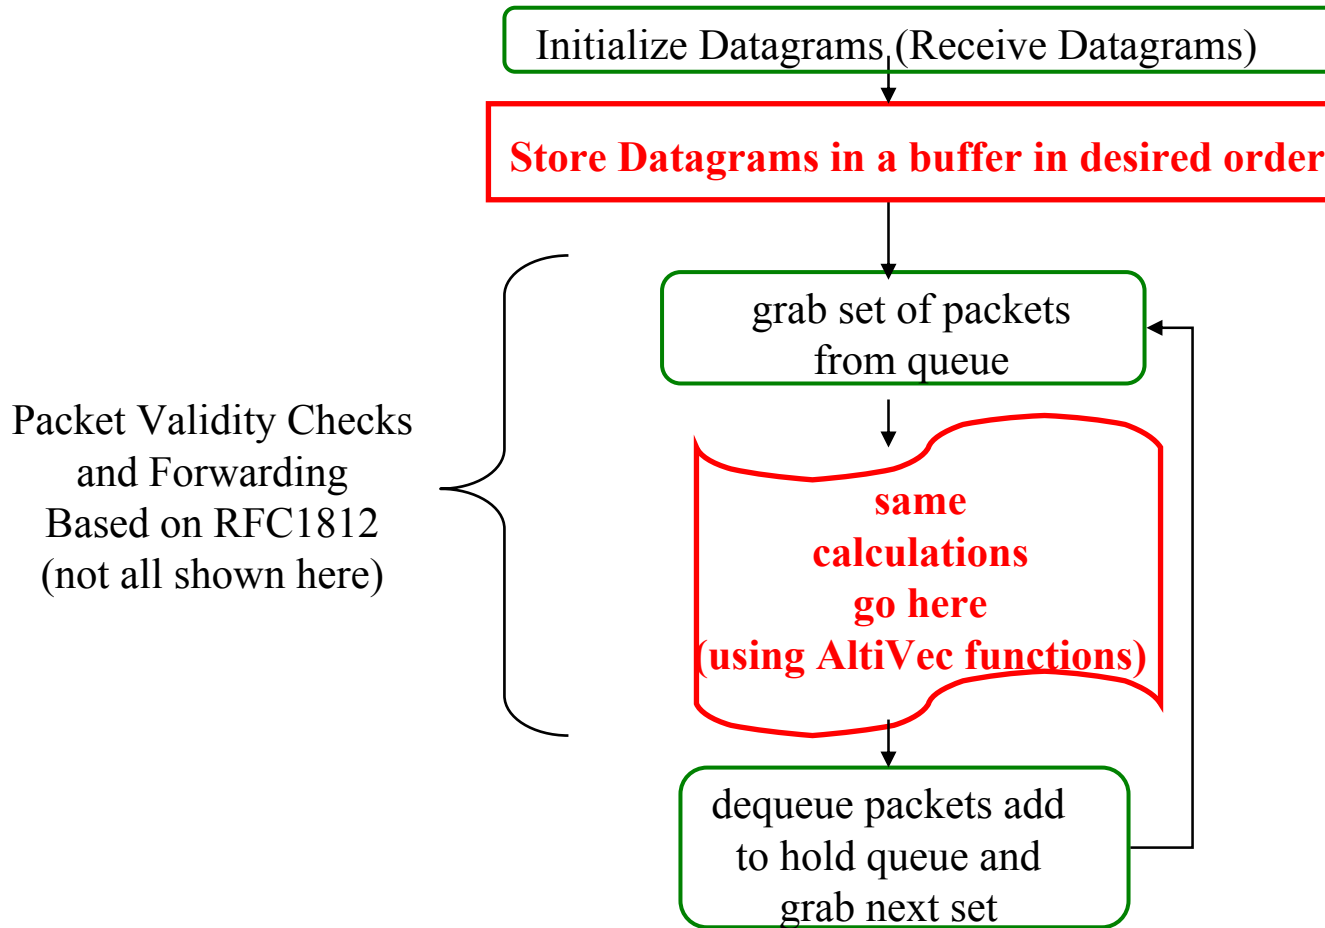 Initialize Datagrams (Receive Datagrams)
Store Datagrams in a buffer in desired order
grab set of packets
from queue
Packet Validity Checks
and Forwarding
Based on RFC1812
(not all shown here)
same
calculations
go here
(using AltiVec functions)
dequeue packets add
to hold queue and
grab next set